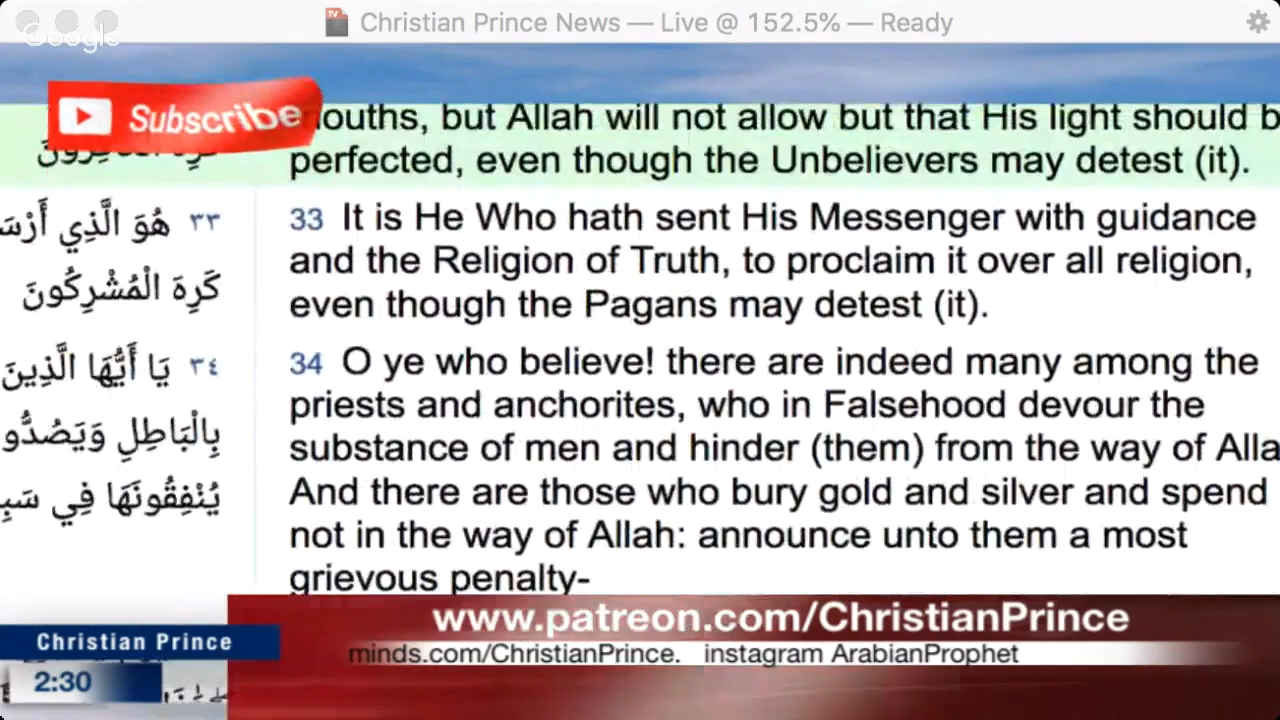 Christian Prince News — Live @ 152.5% — Ready
Google
Subscribe
ouths, but Allah will not allow but that His light should b
perfected, even though the Unbelievers may detest (it).
٣٣ هُوَ الَّذِي أَرْسَ
كَرِهَ الْمُشْرِكُونَ
33 It is He Who hath sent His Messenger with guidance
and the Religion of Truth, to proclaim it over all religion,
even though the Pagans may detest (it).
٣٤ يَا أَيُّهَا الَّذِينَ
بِالْبَاطِلِ وَيَصُدُّو
يُنْفِقُونَهَا فِي سَبِ
34 O ye who believe! there are indeed many among the
priests and anchorites, who in Falsehood devour the
substance of men and hinder (them) from the way of Alla
And there are those who bury gold and silver and spend
not in the way of Allah: announce unto them a most
grievous penalty-
www.patreon.com/ChristianPrince
Christian Prince
minds.com/ChristianPrince. instagram ArabianProphet
2:30